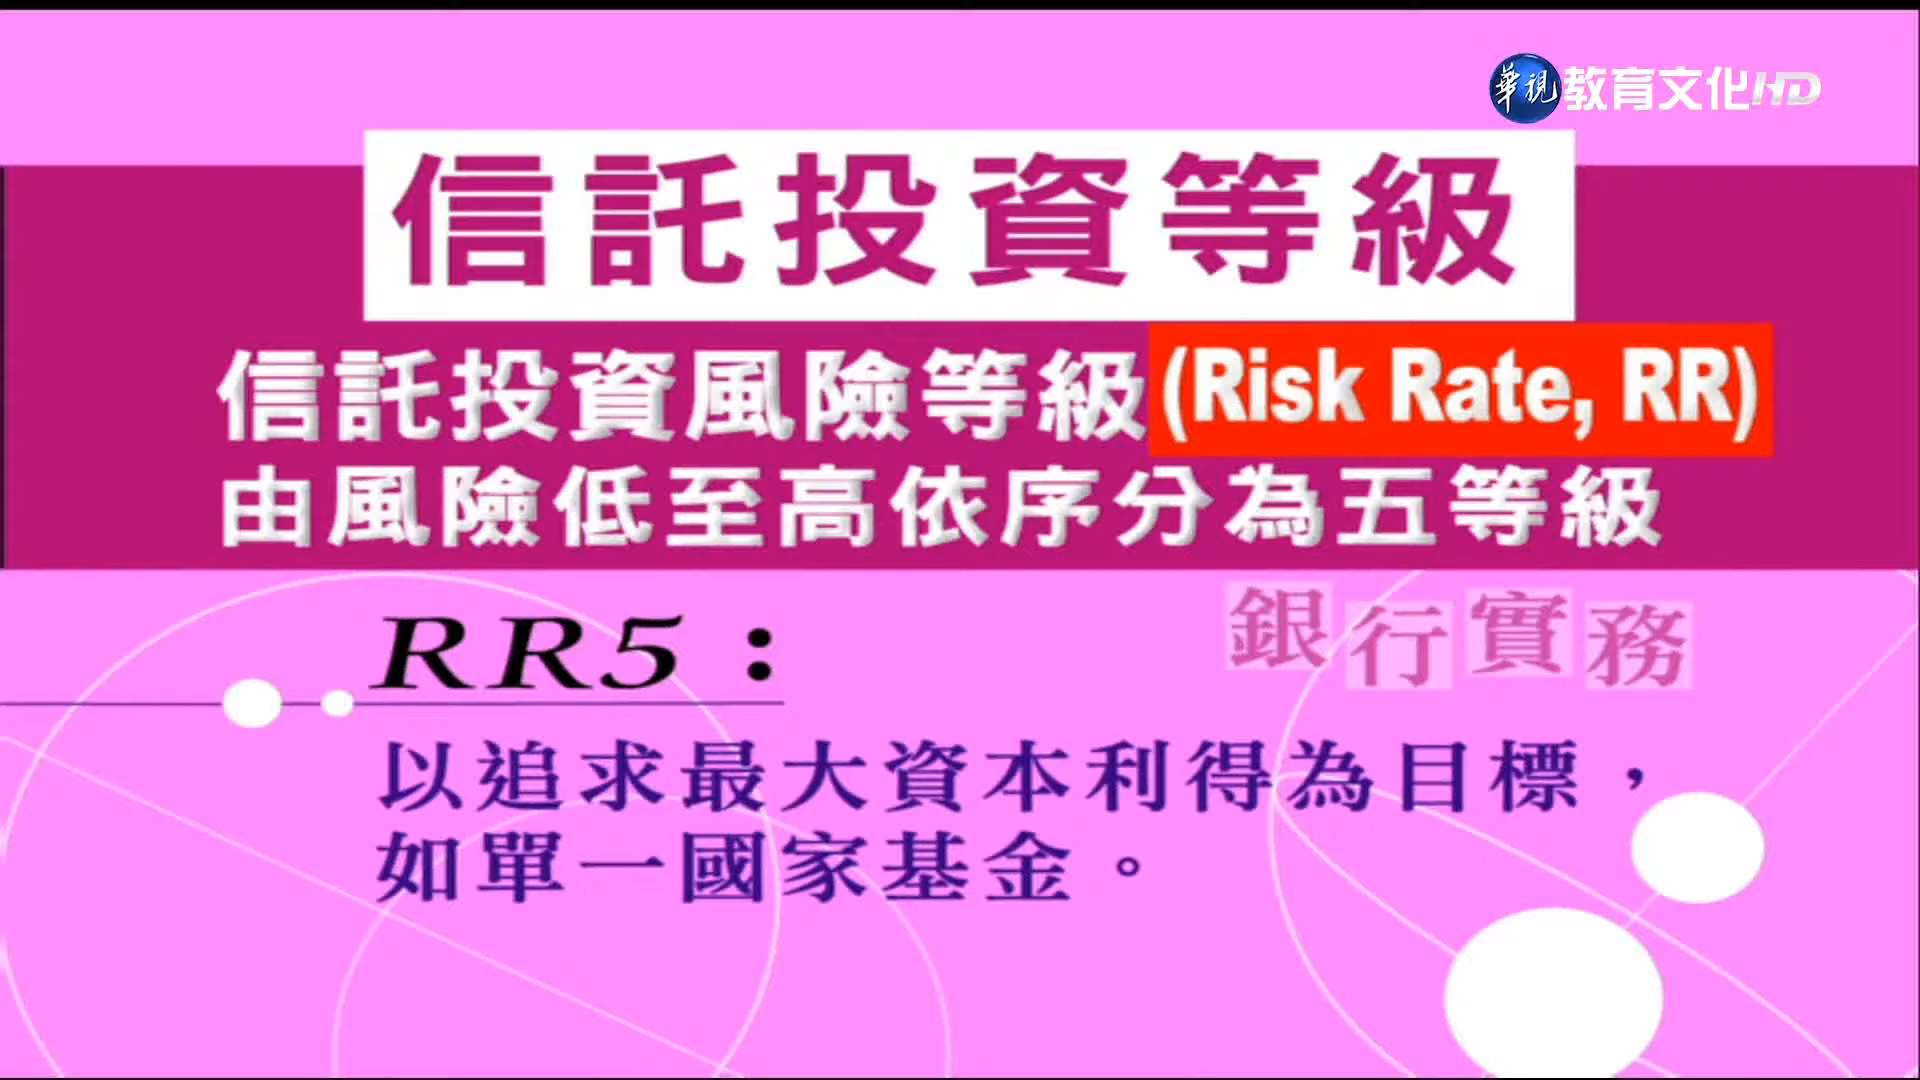 華視 教育文化HD
信託投資等級
信託投資風險等級(Risk Rate, RR)
由風險低至高依序分為五等級
銀行實務
RR5：
以追求最大資本利得為目標，
如單一國家基金。